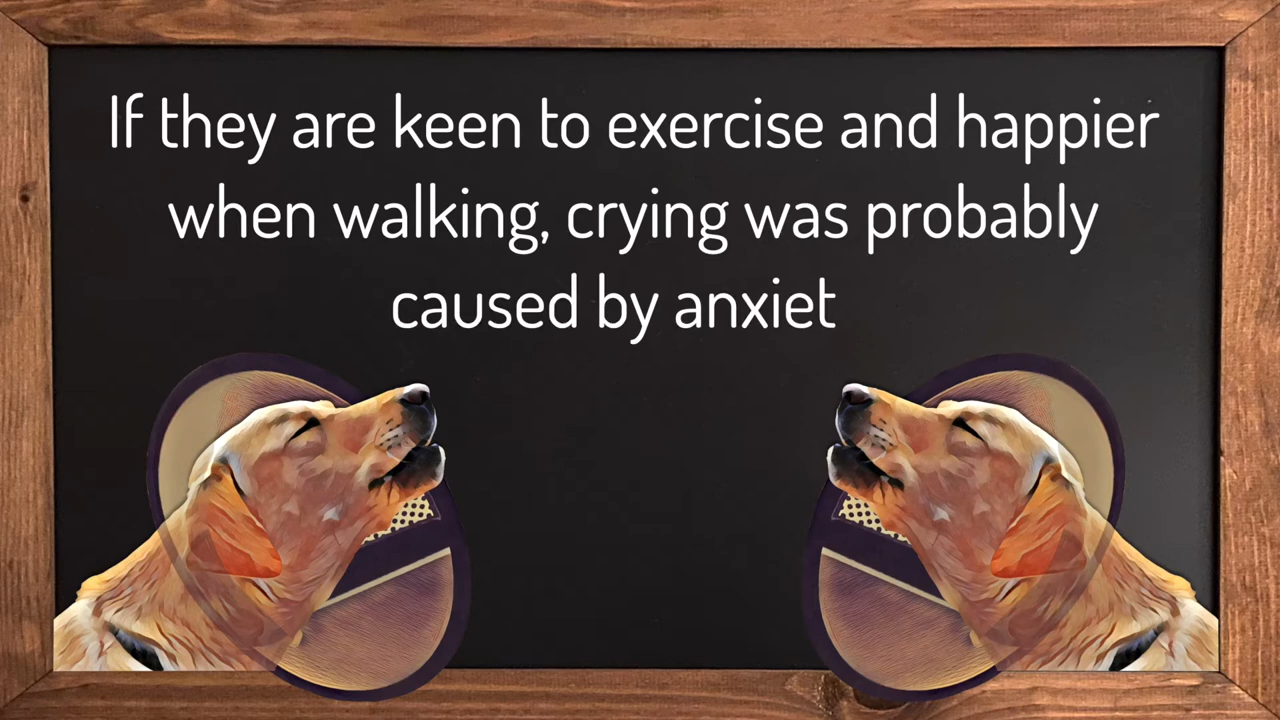 If they are keen to exercise and happier
when walking, crying was probably
caused by anxiet